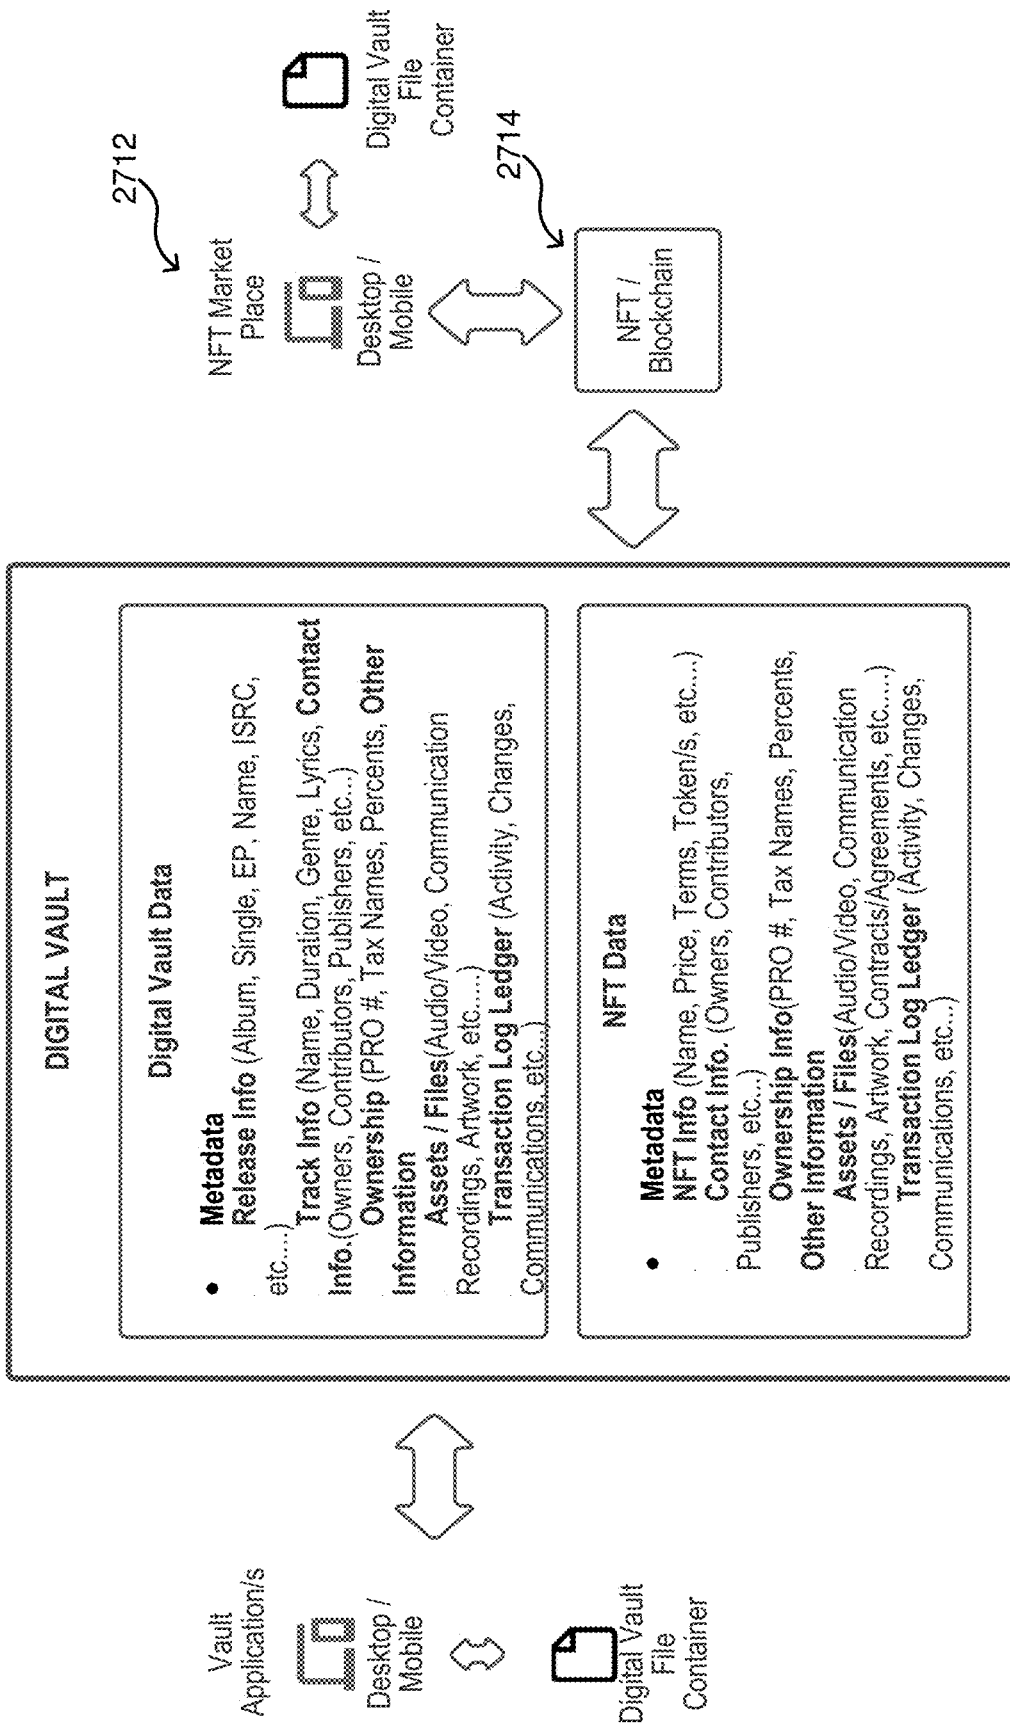 Vault
Application/s
Desktop /
Mobile
Digital Vault
File
Container
DIGITAL VAULT
Digital Vault Data
• Metadata
Release Info (Album, Single, EP, Name, ISRC,
etc....)
Track Info (Name, Duration, Genre, Lyrics, Contact
Info.(Owners, Contributors, Publishers, etc...)
Ownership (PRO #, Tax Names, Percents, Other
Information
Assets / Files(Audio/Video, Communication
Recordings, Artwork, etc.....)
Transaction Log Ledger (Activity, Changes,
Communications, etc...)
NFT Data
• Metadata
NFT Info (Name, Price, Terms, Token/s, etc....)
Contact Info. (Owners, Contributors,
Publishers, etc...)
Ownership Info(PRO #, Tax Names, Percents,
Other Information
Assets / Files(Audio/Video, Communication
Recordings, Artwork, Contracts/Agreements, etc.....)
Transaction Log Ledger (Activity, Changes,
Communications, etc...)
2712
NFT Market
Place
Desktop /
Mobile
Digital Vault
File
Container
2714
NFT /
Blockchain